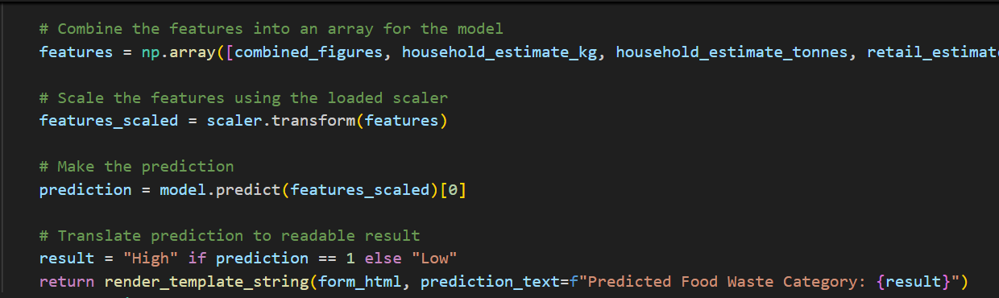 # Combine the features into an array for the model
features = np.array([combined_figures, household_estimate_kg, household_estimate_tonnes, retail_estimat
# Scale the features using the loaded scaler
features_scaled = scaler.transform(features)
# Make the prediction
prediction = model.predict(features_scaled)[0]
# Translate prediction to readable result
result = "High" if prediction == 1 else "Low"
return render_template_string(form_html, prediction_text=f"Predicted Food Waste Category: {result}")